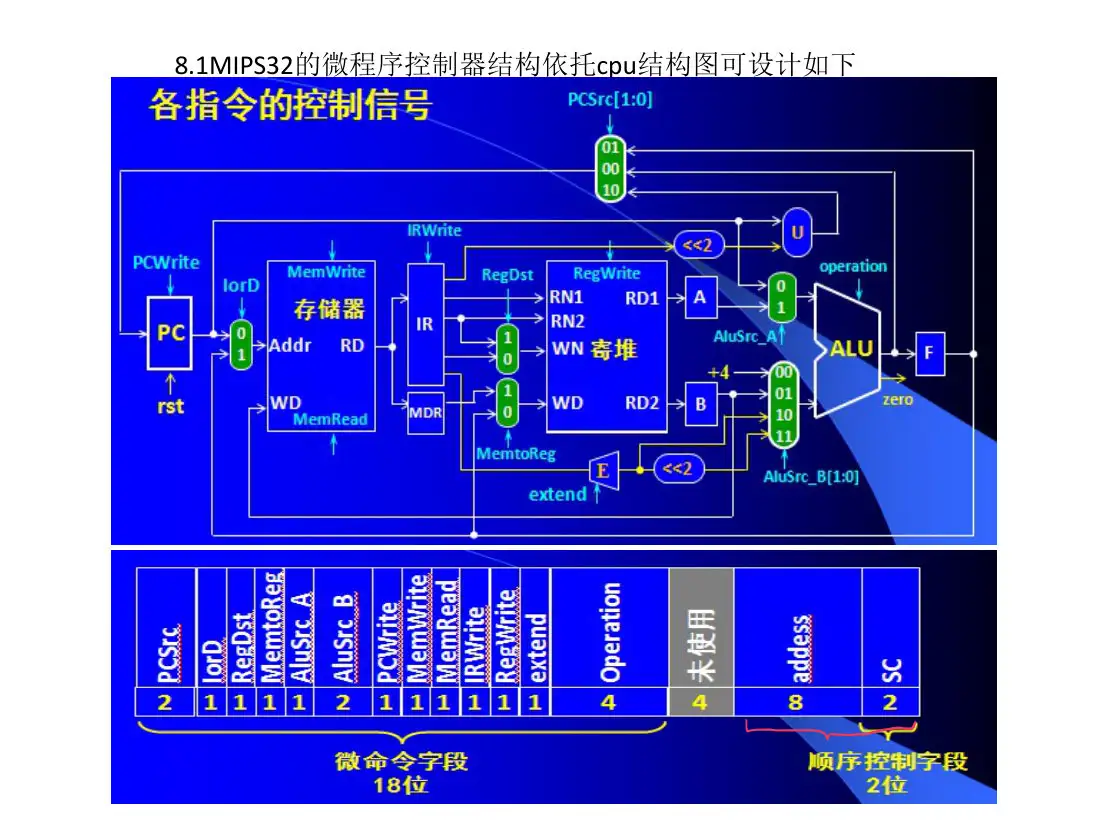 8.1MIPS32的微程序控制器结构依托cpu结构图可设计如下
各指令的控制信号
PCSrc[1:0]
01
00
10
IRWrite
<<2
U
PCWrite
MemWrite
RegDst
RegWrite
operation
IorD
存储器
RN1
RD1
A
0
1
PC
0
1
Addr
RD
IR
RN2
1
0
WN
寄堆
AluSrc_A
ALU
F
rst
+4
00
01
10
11
zero
WD
MemRead
MDR
1
0
WD
RD2
B
MemtoReg
E
<<2
AluSrc_B[1:0]
extend
PCSrc
IorD
RegDst
MemtoReg
AluSrc_A
AluSrc_B
PCWrite
MemWrite
MemRead
IRWrite
RegWrite
extend
Operation
未使用
addess
SC
2 1 1 1 1 2 1 1 1 1 1 1 4 4 8 2
微命令字段
18位
顺序控制字段
2位